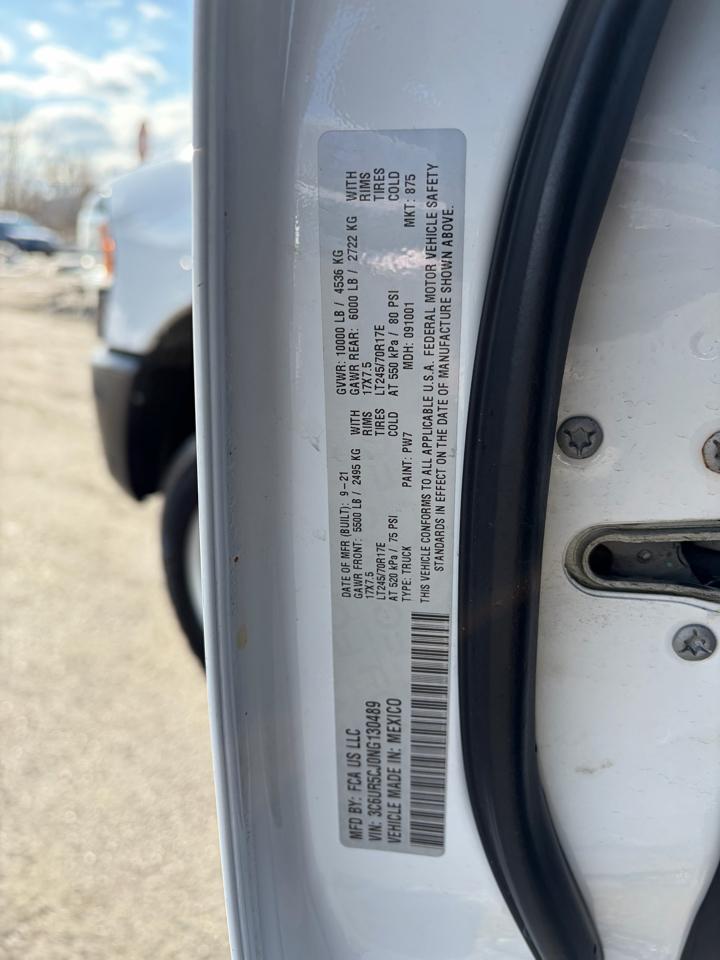 MFD BY: FCA US LLC
VIN: 3C6UR5CJ0NG130489
VEHICLE MADE IN: MEXICO
DATE OF MFR (BUILT): 9-21
GAWR FRONT: 5500 LB / 2495 KG WITH
17X7.5 RIMS
LT245/70R17E TIRES
AT 520 kPa / 75 PSI COLD
TYPE: TRUCK PAINT: PW7
GVWR: 10000 LB / 4536 KG
GAWR REAR: 6000 LB / 2722 KG WITH
17X7.5 RIMS
LT245/70R17E TIRES
AT 550 kPa / 80 PSI COLD
MDH: 091001 MKT: 875
THIS VEHICLE CONFORMS TO ALL APPLICABLE U.S.A. FEDERAL MOTOR VEHICLE SAFETY
STANDARDS IN EFFECT ON THE DATE OF MANUFACTURE SHOWN ABOVE.